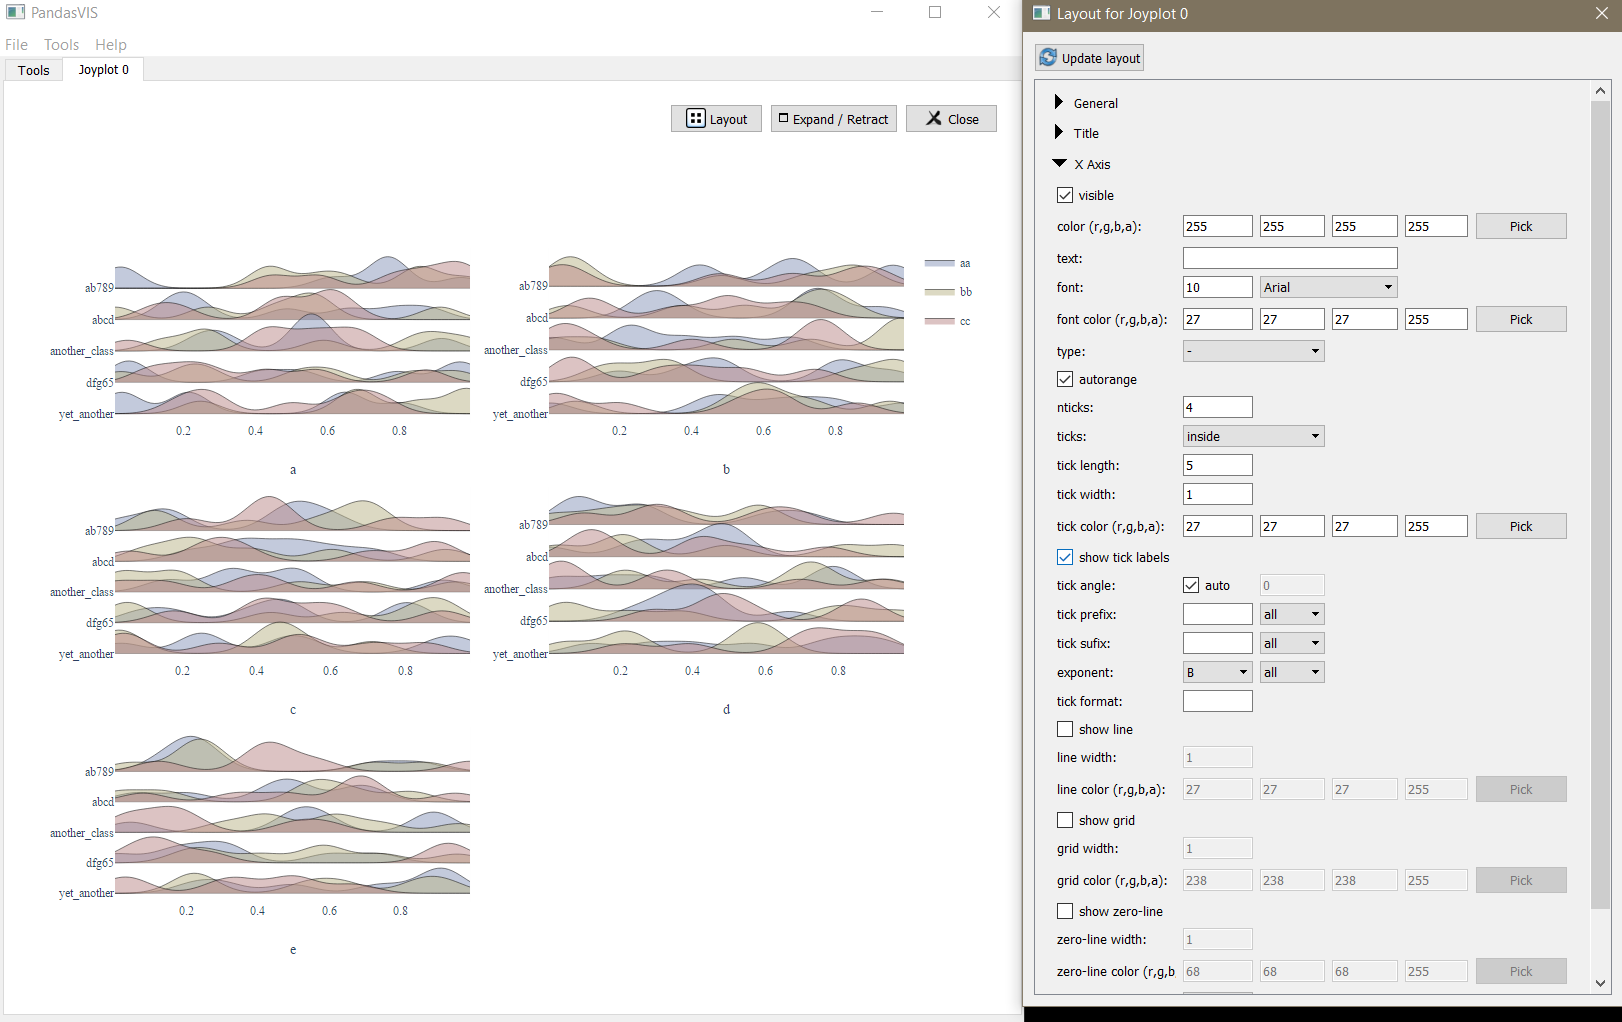 PandasVIS
File Tools Help
Tools Joyplot 0
Layout Expand / Retract Close
ab789
abcd
another_class
dfg65
yet_another
0.2 0.4 0.6 0.8
a
ab789
abcd
another_class
dfg65
yet_another
0.2 0.4 0.6 0.8
b
aa
bb
cc
ab789
abcd
another_class
dfg65
yet_another
0.2 0.4 0.6 0.8
c
ab789
abcd
another_class
dfg65
yet_another
0.2 0.4 0.6 0.8
d
ab789
abcd
another_class
dfg65
yet_another
0.2 0.4 0.6 0.8
e
Layout for Joyplot 0
Update layout
General
Title
X Axis
visible
color (r,g,b,a): 255 255 255 255 Pick
text:
font: 10 Arial
font color (r,g,b,a): 27 27 27 255 Pick
type: -
autorange
nticks: 4
ticks: inside
tick length: 5
tick width: 1
tick color (r,g,b,a): 27 27 27 255 Pick
show tick labels
tick angle: auto 0
tick prefix: all
tick sufix: all
exponent: B all
tick format:
show line
line width: 1
line color (r,g,b,a): 27 27 27 255 Pick
show grid
grid width: 1
grid color (r,g,b,a): 238 238 238 255 Pick
show zero-line
zero-line width: 1
zero-line color (r,g,b 68 68 68 255 Pick